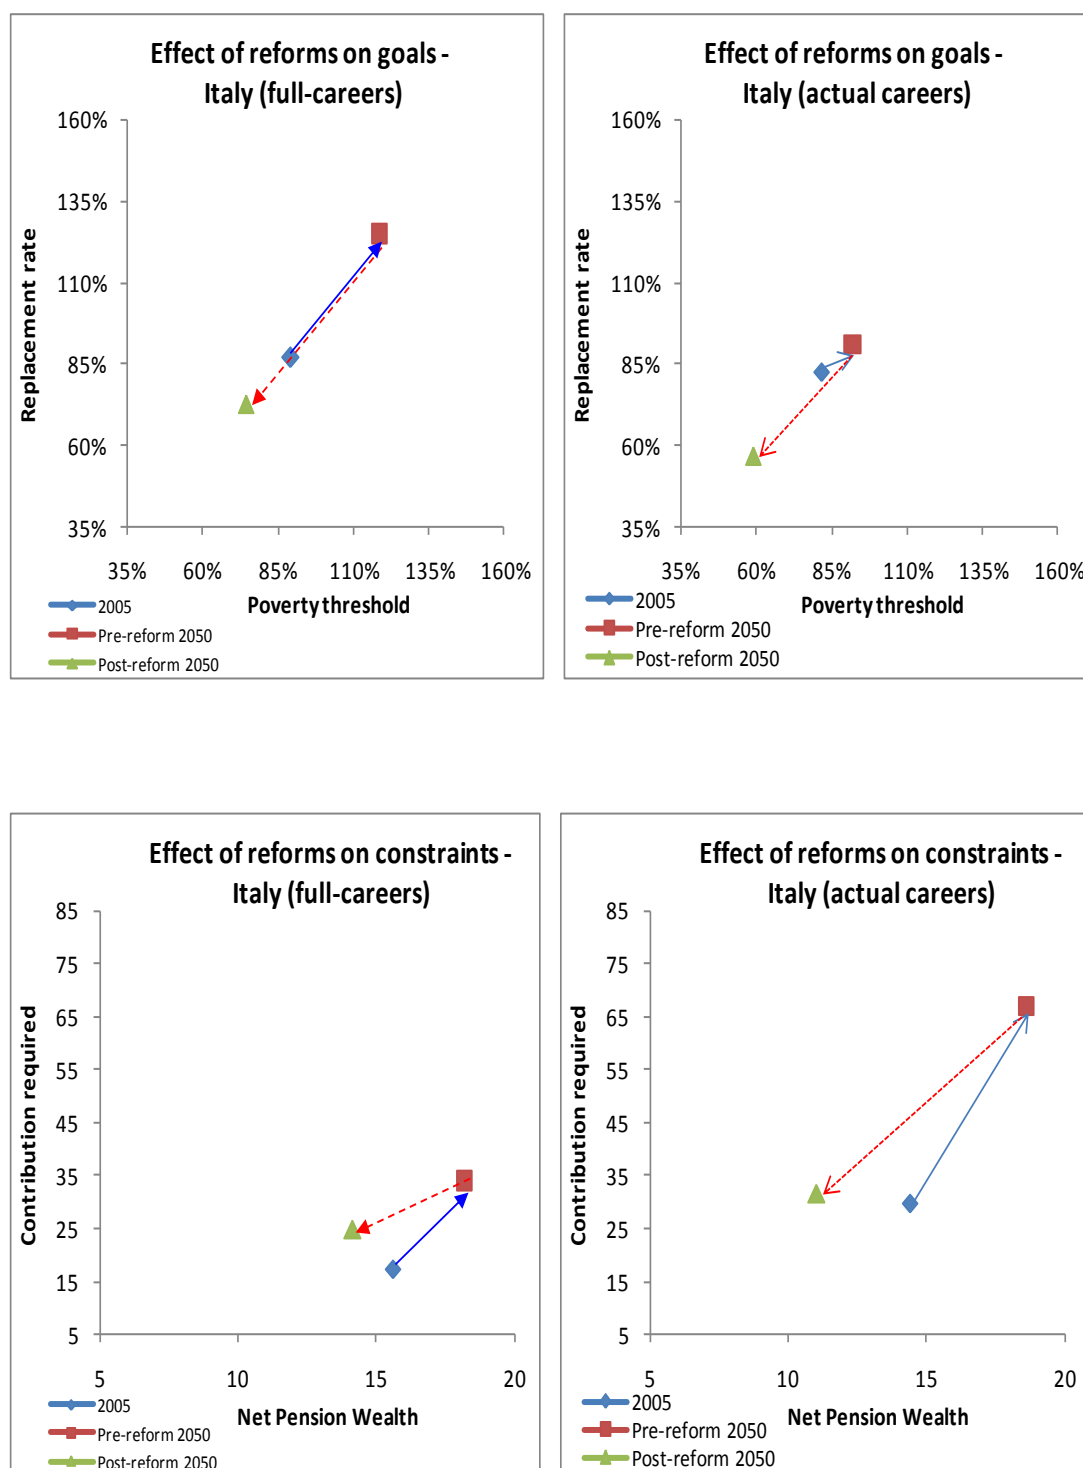 Effect of reforms on goals -
Italy (full-careers)
160%
135%
110%
85%
60%
35%
Replacement rate
35% 60% 85% 110% 135% 160%
Poverty threshold
2005
Pre-reform 2050
Post-reform 2050
Effect of reforms on goals -
Italy (actual careers)
160%
135%
110%
85%
60%
35%
Replacement rate
35% 60% 85% 110% 135% 160%
Poverty threshold
2005
Pre-reform 2050
Post-reform 2050
Effect of reforms on constraints -
Italy (full-careers)
85
75
65
55
45
35
25
15
5
Contribution required
5 10 15 20
Net Pension Wealth
2005
Pre-reform 2050
Post-reform 2050
Effect of reforms on constraints -
Italy (actual careers)
85
75
65
55
45
35
25
15
5
Contribution required
5 10 15 20
Net Pension Wealth
2005
Pre-reform 2050
Post-reform 2050